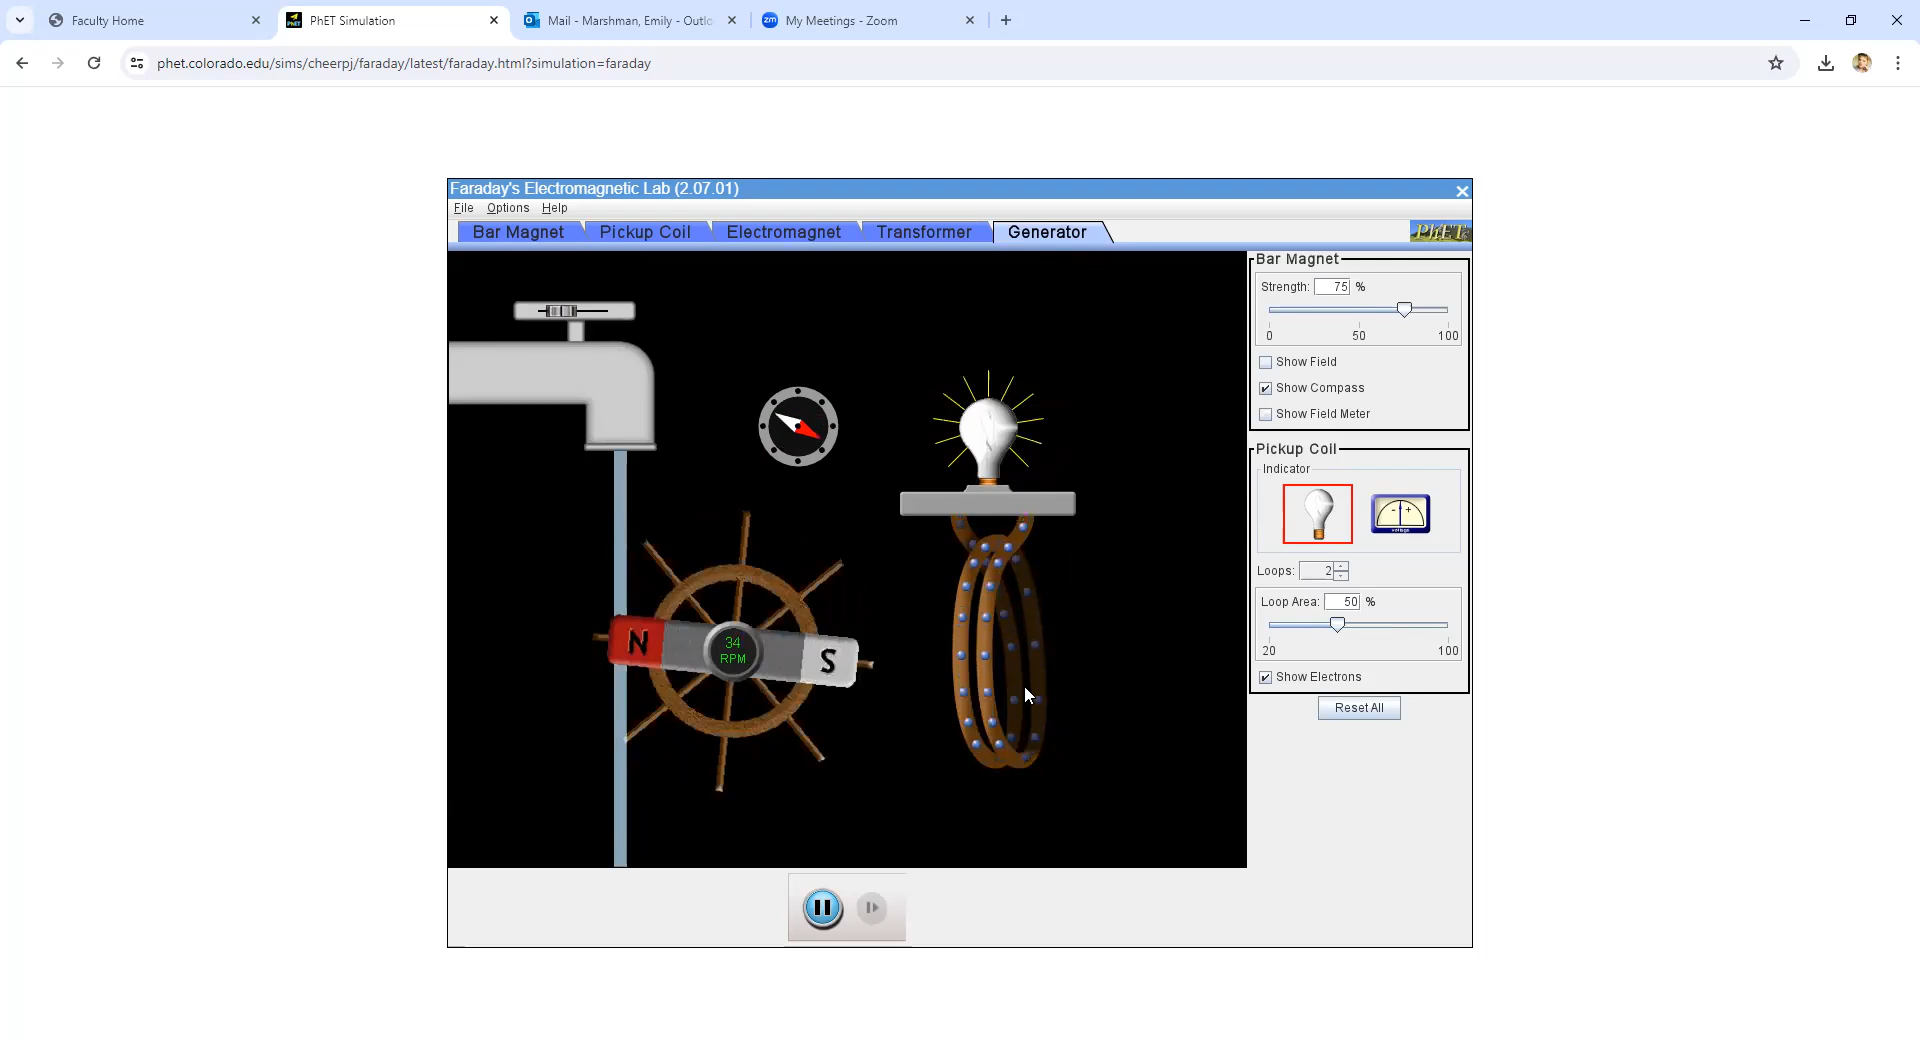 Faculty Home
PhET Simulation
Mail - Marshman, Emily - Outlo
zm My Meetings - Zoom
phet.colorado.edu/sims/cheerpj/faraday/latest/faraday.html?simulation=faraday
Faraday's Electromagnetic Lab (2.07.01)
File Options Help
Bar Magnet Pickup Coil Electromagnet Transformer Generator
PhET
Bar Magnet
Strength: 75 %
0 50 100
Show Field
Show Compass
Show Field Meter
Pickup Coil
Indicator
- +
voltage
Loops: 2
Loop Area: 50 %
20 100
Show Electrons
Reset All
N
34
RPM
S